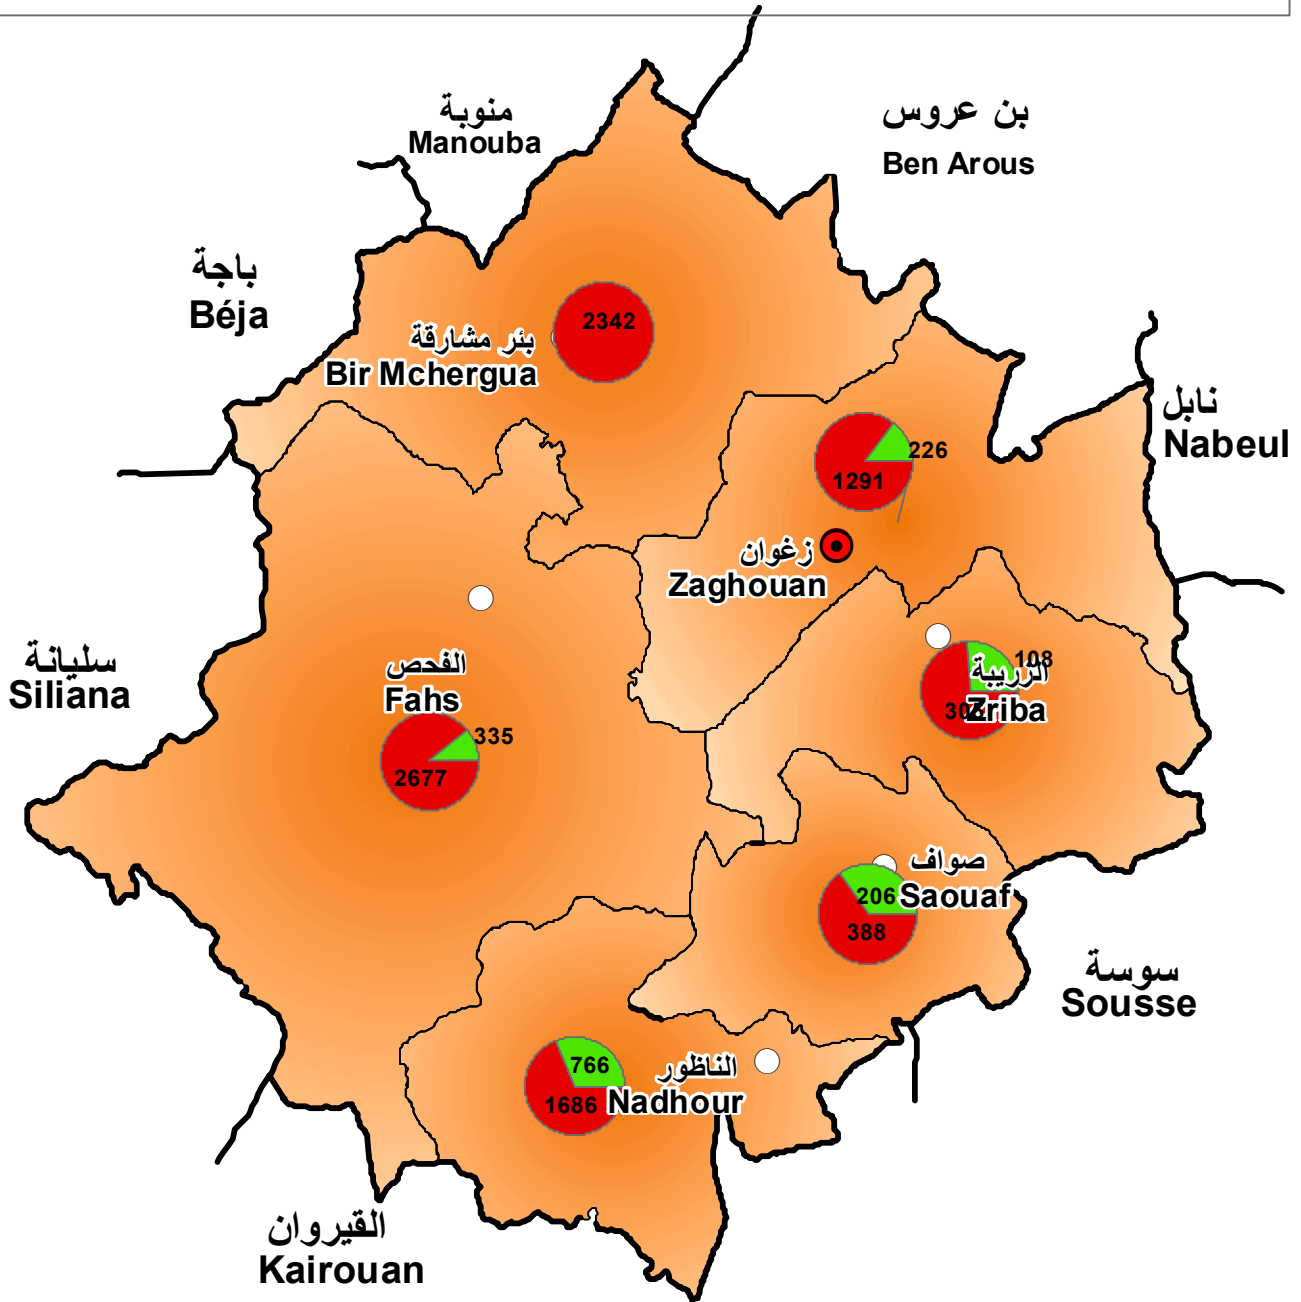 منوبة
Manouba
بن عروس
Ben Arous
باجة
Béja
2342
بئر مشارقة
Bir Mchergua
نابل
Nabeul
226
1291
زغوان
Zaghouan
سليانة
Siliana
الفحص
Fahs
335
2677
108
الزريبة
Zriba
صواف
Saouaf
206
388
سوسة
Sousse
766
1686
الناظور
Nadhour
القيروان
Kairouan